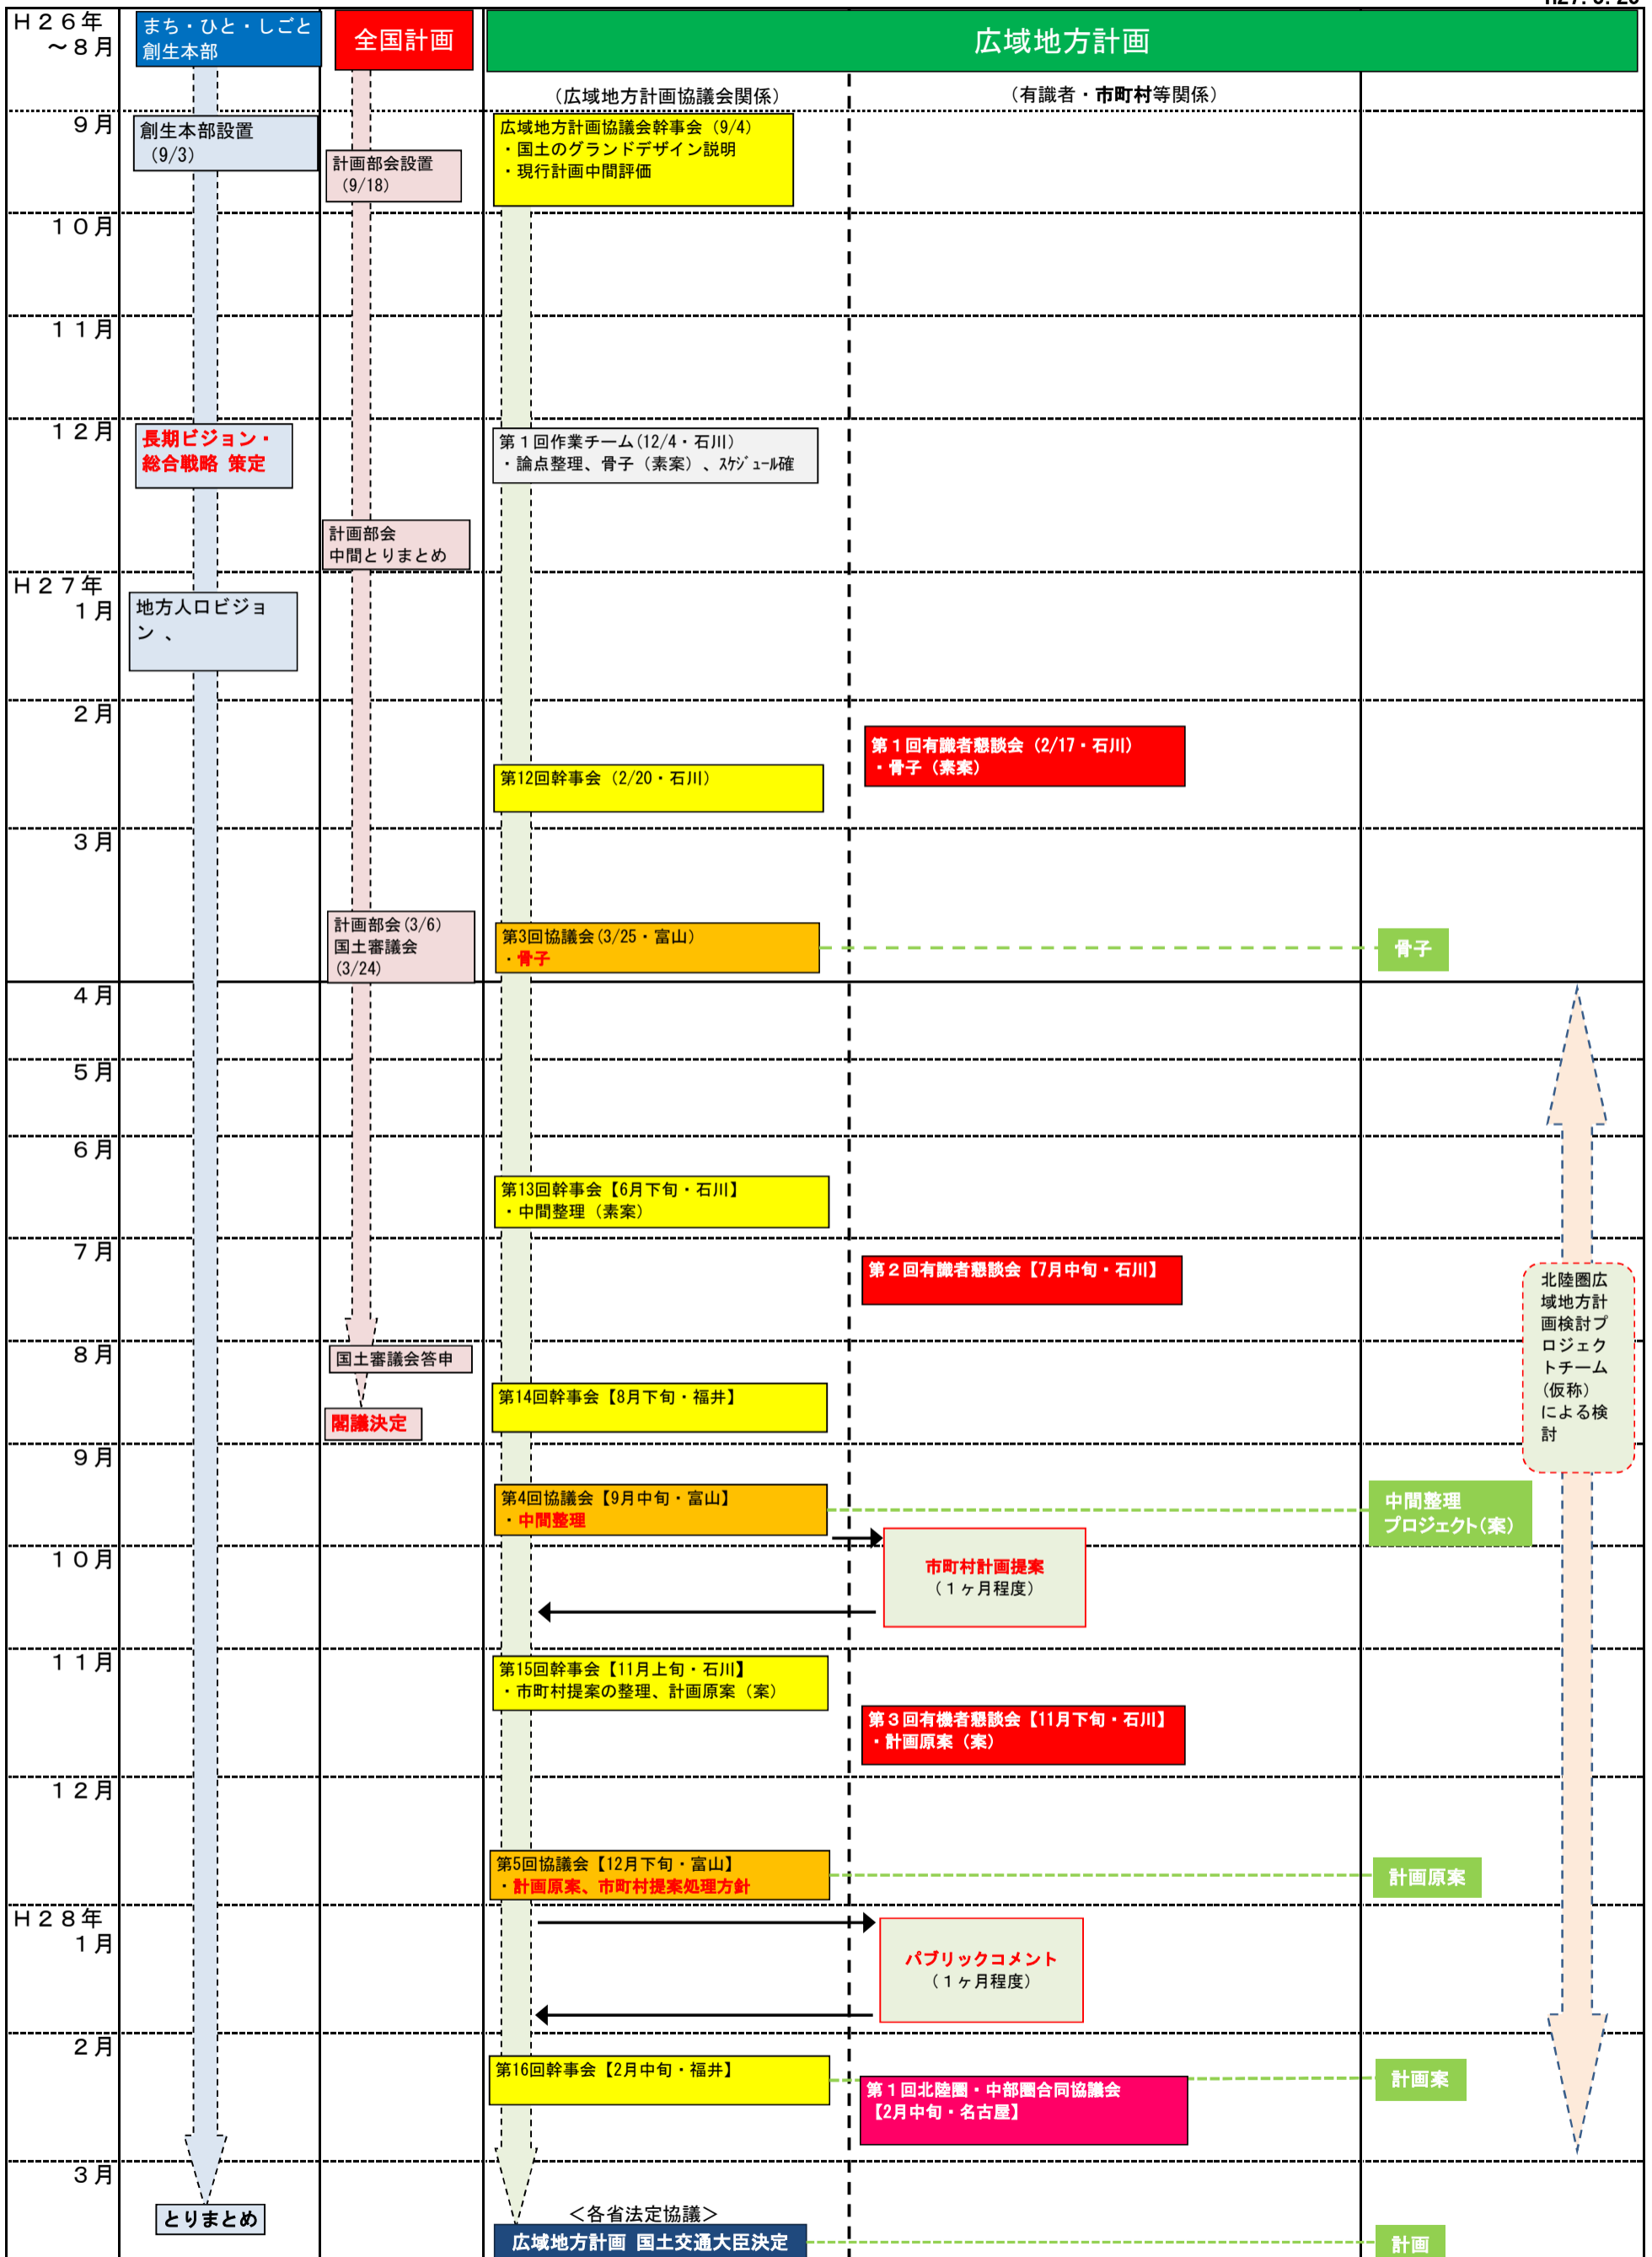 H26年
～8月
まち・ひと・しごと
創生本部
全国計画
広域地方計画
（広域地方計画協議会関係）
（有識者・市町村等関係）
9月
創生本部設置
（9/3）
計画部会設置
（9/18）
広域地方計画協議会幹事会（9/4）
・国土のグランドデザイン説明
・現行計画中間評価
10月
11月
12月
長期ビジョン・
総合戦略 策定
第1回作業チーム(12/4・石川）
・論点整理、骨子（素案）、ｽｹｼﾞｭｰﾙ確
計画部会
中間とりまとめ
H27年
1月
地方人口ビジョ
ン 、
2月
第1回有識者懇談会（2/17・石川）
・骨子（素案）
第12回幹事会（2/20・石川）
3月
計画部会(3/6)
国土審議会
(3/24)
第3回協議会(3/25・富山）
・骨子
骨子
4月
5月
6月
第13回幹事会【6月下旬・石川】
・中間整理（素案）
7月
第2回有識者懇談会【7月中旬・石川】
北陸圏広
域地方計
画検討プ
ロジェク
トチーム
（仮称）
による検
討
8月
国土審議会答申
第14回幹事会【8月下旬・福井】
閣議決定
9月
第4回協議会【9月中旬・富山】
・中間整理
中間整理
プロジェクト（案）
10月
市町村計画提案
（1ヶ月程度）
11月
第15回幹事会【11月上旬・石川】
・市町村提案の整理、計画原案（案）
第3回有機者懇談会【11月下旬・石川】
・計画原案（案）
12月
第5回協議会【12月下旬・富山】
・計画原案、市町村提案処理方針
計画原案
H28年
1月
パブリックコメント
（1ヶ月程度）
2月
第16回幹事会【2月中旬・福井】
計画案
第1回北陸圏・中部圏合同協議会
【2月中旬・名古屋】
3月
とりまとめ
＜各省法定協議＞
広域地方計画 国土交通大臣決定
計画